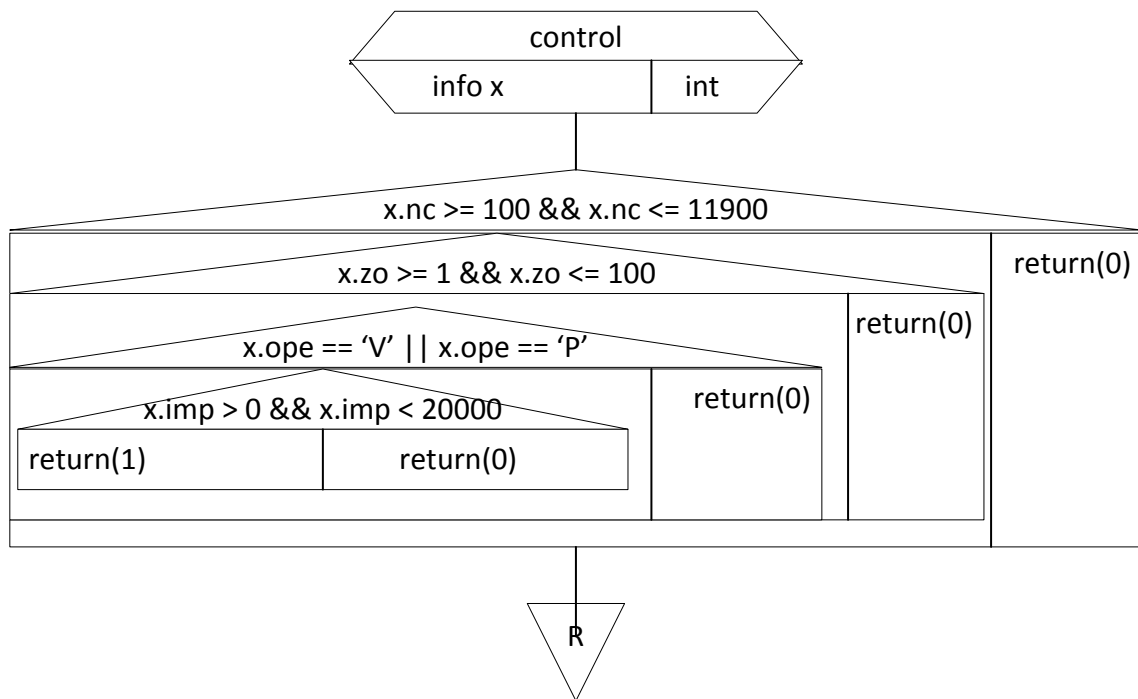 control
info x int
x.nc >= 100 && x.nc <= 11900
return(0)
x.zo >= 1 && x.zo <= 100
return(0)
x.ope == ‘V’ || x.ope == ‘P’
return(0)
x.imp > 0 && x.imp < 20000
return(1) return(0)
R